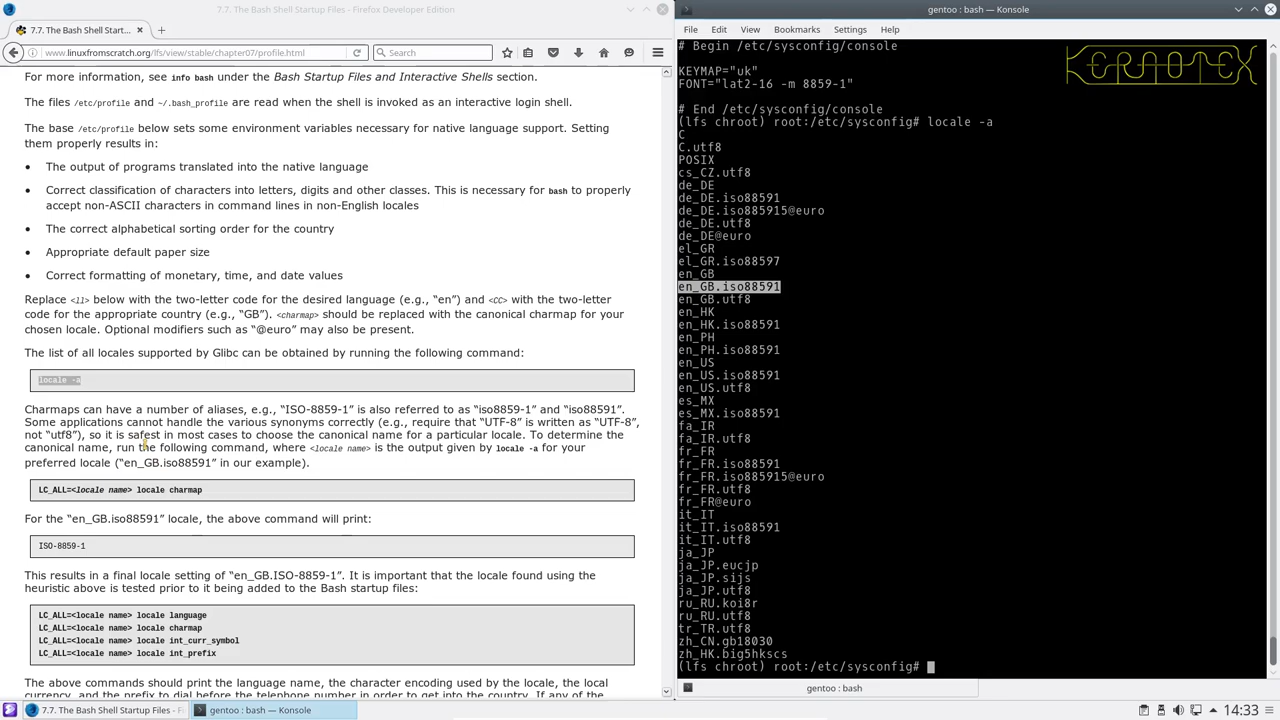 7.7. The Bash Shell Startup Files - Firefox Developer Edition
7.7. The Bash Shell Start...
www.linuxfromscratch.org/lfs/view/stable/chapter07/profile.html
Search
For more information, see info bash under the Bash Startup Files and Interactive Shells section.
The files /etc/profile and ~/.bash_profile are read when the shell is invoked as an interactive login shell.
The base /etc/profile below sets some environment variables necessary for native language support. Setting
them properly results in:
• The output of programs translated into the native language
• Correct classification of characters into letters, digits and other classes. This is necessary for bash to properly
accept non-ASCII characters in command lines in non-English locales
• The correct alphabetical sorting order for the country
• Appropriate default paper size
• Correct formatting of monetary, time, and date values
Replace <ll> below with the two-letter code for the desired language (e.g., “en”) and <CC> with the two-letter
code for the appropriate country (e.g., “GB”). <charmap> should be replaced with the canonical charmap for your
chosen locale. Optional modifiers such as “@euro” may also be present.
The list of all locales supported by Glibc can be obtained by running the following command:
locale -a
Charmaps can have a number of aliases, e.g., “ISO-8859-1” is also referred to as “iso8859-1” and “iso88591”.
Some applications cannot handle the various synonyms correctly (e.g., require that “UTF-8” is written as “UTF-8”,
not “utf8”), so it is safest in most cases to choose the canonical name for a particular locale. To determine the
canonical name, run the following command, where <locale name> is the output given by locale -a for your
preferred locale (“en_GB.iso88591” in our example).
LC_ALL=<locale name> locale charmap
For the “en_GB.iso88591” locale, the above command will print:
ISO-8859-1
This results in a final locale setting of “en_GB.ISO-8859-1”. It is important that the locale found using the
heuristic above is tested prior to it being added to the Bash startup files:
LC_ALL=<locale name> locale language
LC_ALL=<locale name> locale charmap
LC_ALL=<locale name> locale int_curr_symbol
LC_ALL=<locale name> locale int_prefix
The above commands should print the language name, the character encoding used by the locale, the local
currency, and the prefix to dial before the telephone number in order to get into the country. If any of the
gentoo : bash — Konsole
File Edit View Bookmarks Settings Help
KERNOTEX
# Begin /etc/sysconfig/console
KEYMAP="uk"
FONT="lat2-16 -m 8859-1"
# End /etc/sysconfig/console
(lfs chroot) root:/etc/sysconfig# locale -a
C
C.utf8
POSIX
cs_CZ.utf8
de_DE
de_DE.iso88591
de_DE.iso885915@euro
de_DE.utf8
de_DE@euro
el_GR
el_GR.iso88597
en_GB
en_GB.iso88591
en_GB.utf8
en_HK
en_HK.iso88591
en_PH
en_PH.iso88591
en_US
en_US.iso88591
en_US.utf8
es_MX
es_MX.iso88591
fa_IR
fa_IR.utf8
fr_FR
fr_FR.iso88591
fr_FR.iso885915@euro
fr_FR.utf8
fr_FR@euro
it_IT
it_IT.iso88591
it_IT.utf8
ja_JP
ja_JP.eucjp
ja_JP.sijs
ja_JP.utf8
ru_RU.koi8r
ru_RU.utf8
tr_TR.utf8
zh_CN.gb18030
zh_HK.big5hkscs
(lfs chroot) root:/etc/sysconfig#
gentoo : bash
7.7. The Bash Shell Startup Files - Fi
gentoo : bash — Konsole
14:33